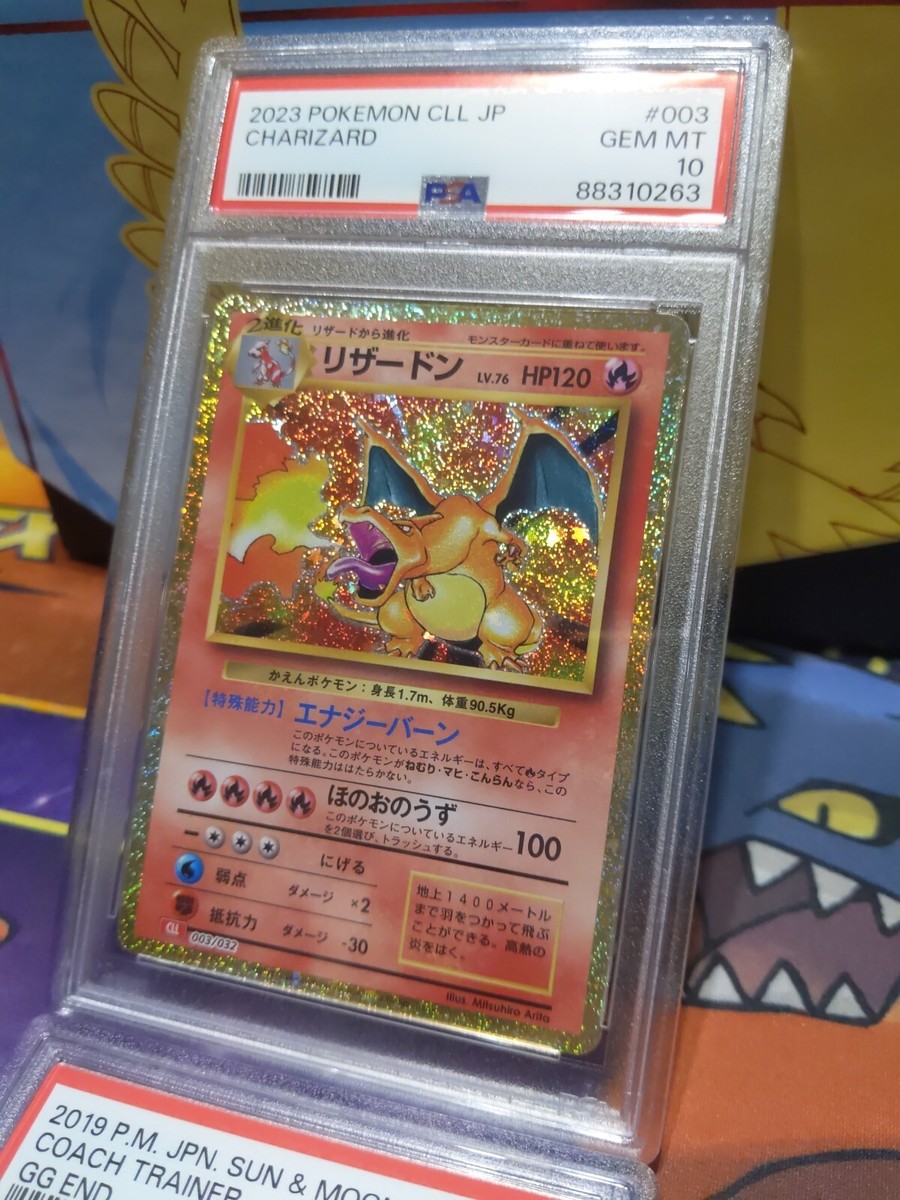 2023 POKEMON CLL JP
#003
CHARIZARD
GEM MT
10
PSA
88310263
2進化 リザードから進化
モンスターカードに重ねて使います。
リザードン LV.76 HP120
かえんポケモン：身長1.7m、体重90.5Kg
【特殊能力】エナジーバーン
このポケモンについているエネルギーは、すべて🔥タイプ
になる。このポケモンがねむり・マヒ・こんらんなら、この
特殊能力ははたらかない。
ほのおのうず
このポケモンについているエネルギー
を2個選び、トラッシュする。
100
にげる
弱点 ダメージ ×2
抵抗力 ダメージ -30
地上1400メートル
まで羽をつかって飛ぶ
ことができる。高熱の
炎をはく。
CLL 003/032
Illus. Mitsuhiro Arita
2019 P.M. JPN. SUN &
COACH TRAINER
GG END